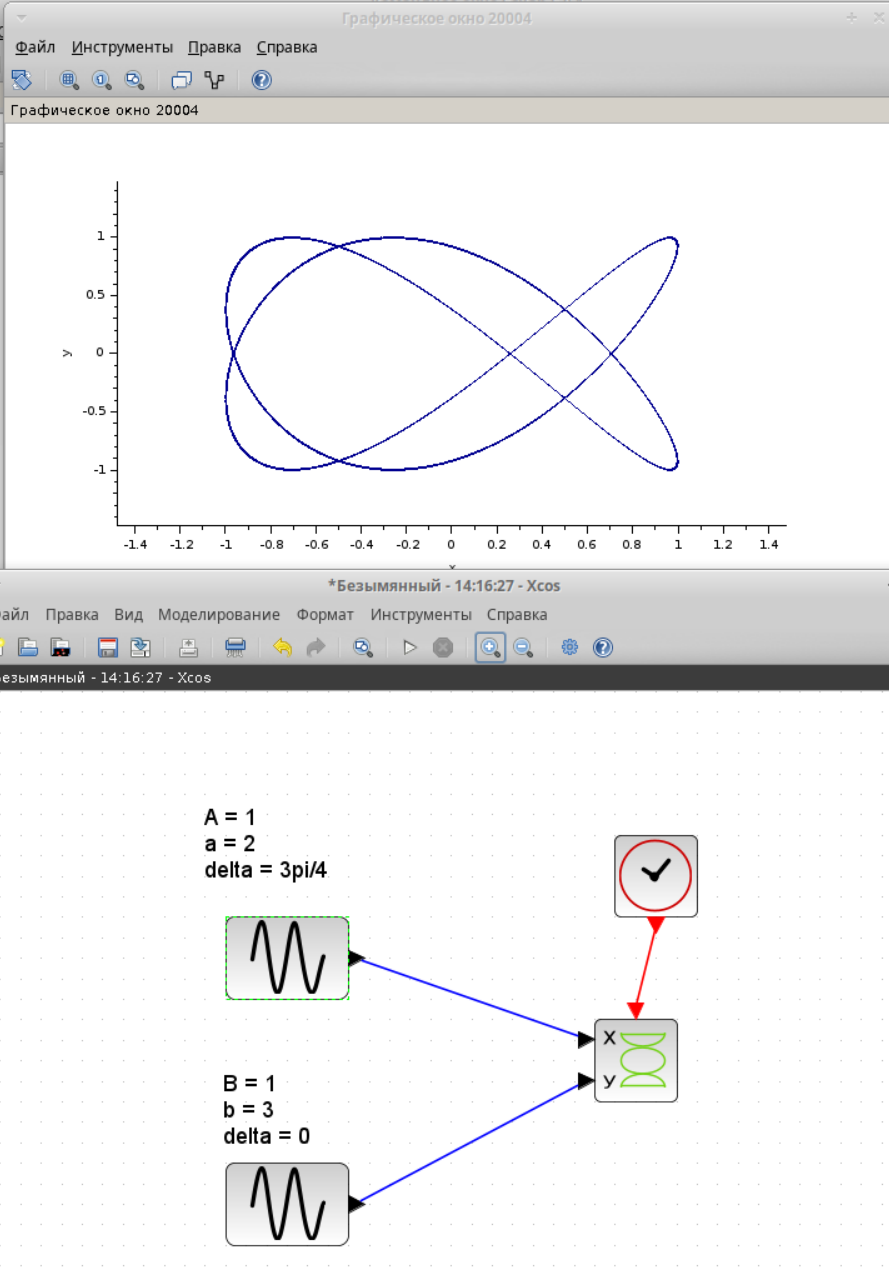 Графическое окно 20004
Файл Инструменты Правка Справка
Графическое окно 20004
1
0.5
0
-0.5
-1
y
-1.4 -1.2 -1 -0.8 -0.6 -0.4 -0.2 0 0.2 0.4 0.6 0.8 1 1.2 1.4
*Безымянный - 14:16:27 - Xcos
айл Правка Вид Моделирование Формат Инструменты Справка
езымянный - 14:16:27 - Xcos
A = 1
a = 2
delta = 3pi/4
X
y
B = 1
b = 3
delta = 0